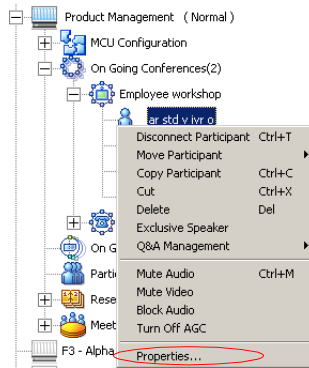 Product Management (Normal)
MCU Configuration
On Going Conferences(2)
Employee workshop
ar std v ivr o
Disconnect Participant Ctrl+T
Move Participant
Copy Participant Ctrl+C
Cut Ctrl+X
Delete Del
Exclusive Speaker
Q&A Management
On G
Mute Audio Ctrl+M
Parti
Mute Video
Rese
Block Audio
Meet
Turn Off AGC
F3 - Alpha
Properties...